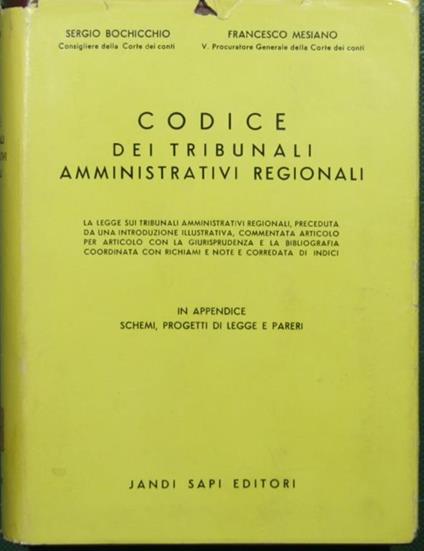 SERGIO BOCHICCHIO
Consigliere della Corte dei conti
FRANCESCO MESIANO
V. Procuratore Generale della Corte dei conti
CODICE
DEI TRIBUNALI
AMMINISTRATIVI REGIONALI
LA LEGGE SUI TRIBUNALI AMMINISTRATIVI REGIONALI, PRECEDUTA
DA UNA INTRODUZIONE ILLUSTRATIVA, COMMENTATA ARTICOLO
PER ARTICOLO CON LA GIURISPRUDENZA E LA BIBLIOGRAFIA
COORDINATA CON RICHIAMI E NOTE E CORREDATA DI INDICI
IN APPENDICE
SCHEMI, PROGETTI DI LEGGE E PARERI
JANDI SAPI EDITORI